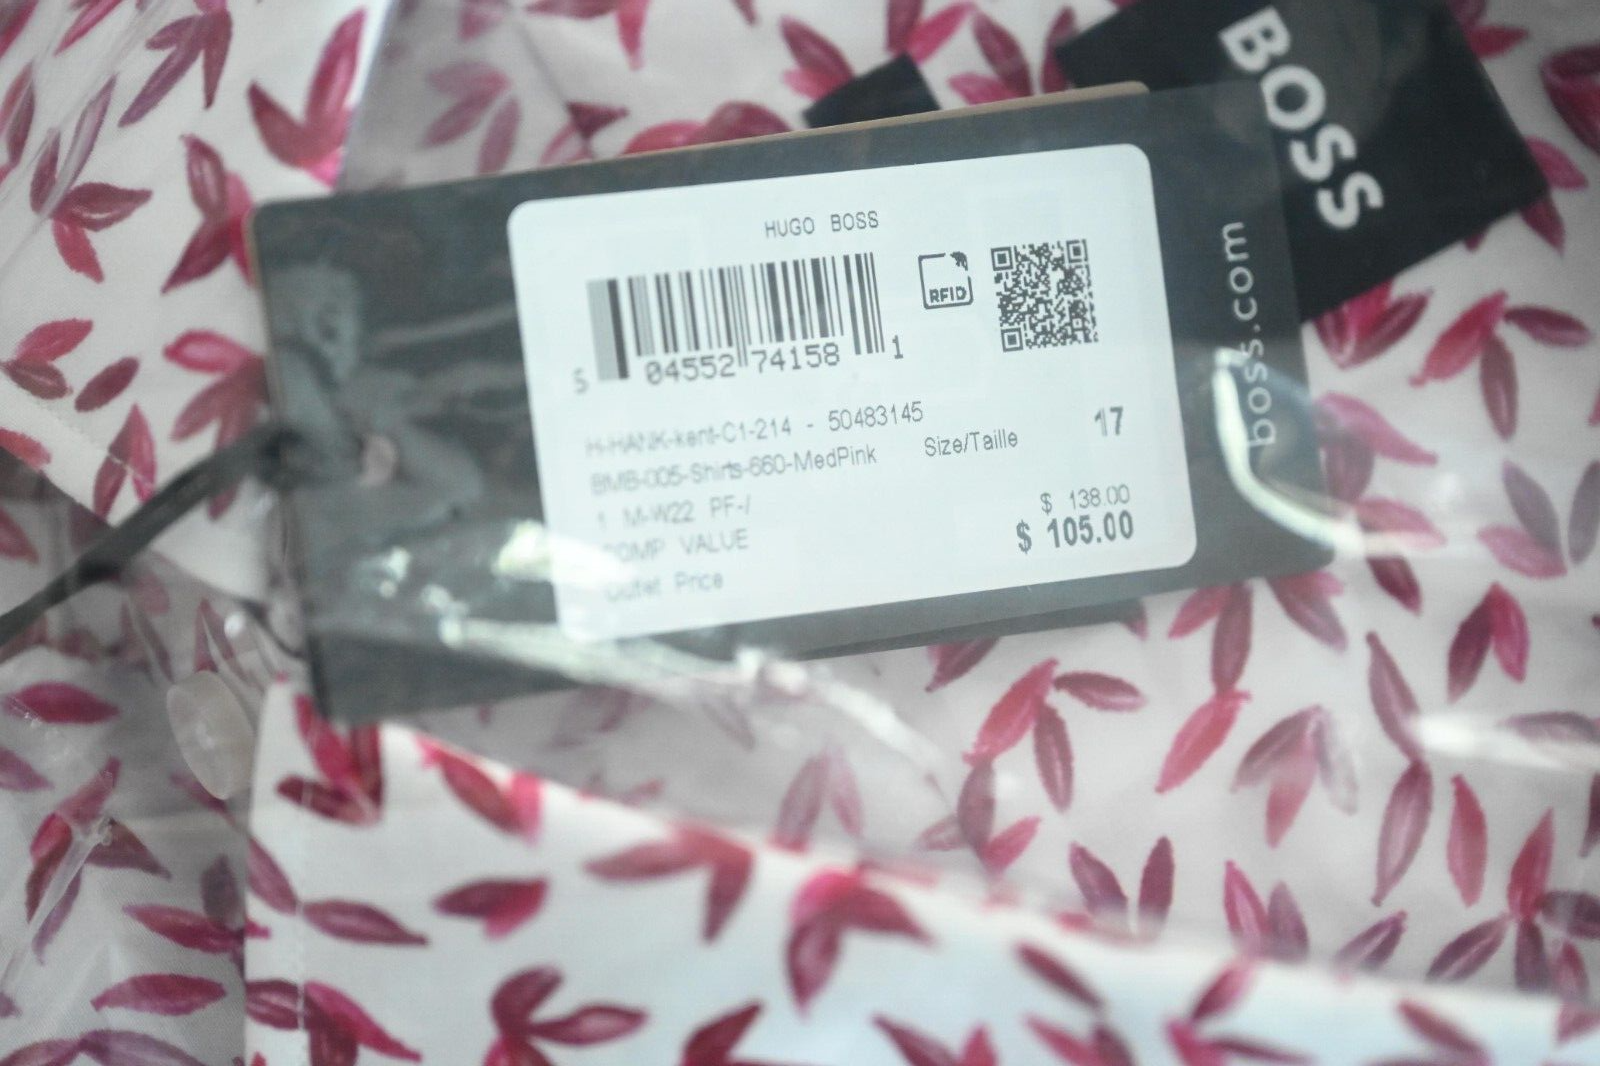 BOSS
boss.com
HUGO BOSS
RFID
5 04552 74158 1
H-HANK-kent-C1-214 - 50483145
BMB-005-Shirts-660-MedPink Size/Taille 17
1 M-W22 PF-/
COMP VALUE $ 138.00
Outlet Price $ 105.00